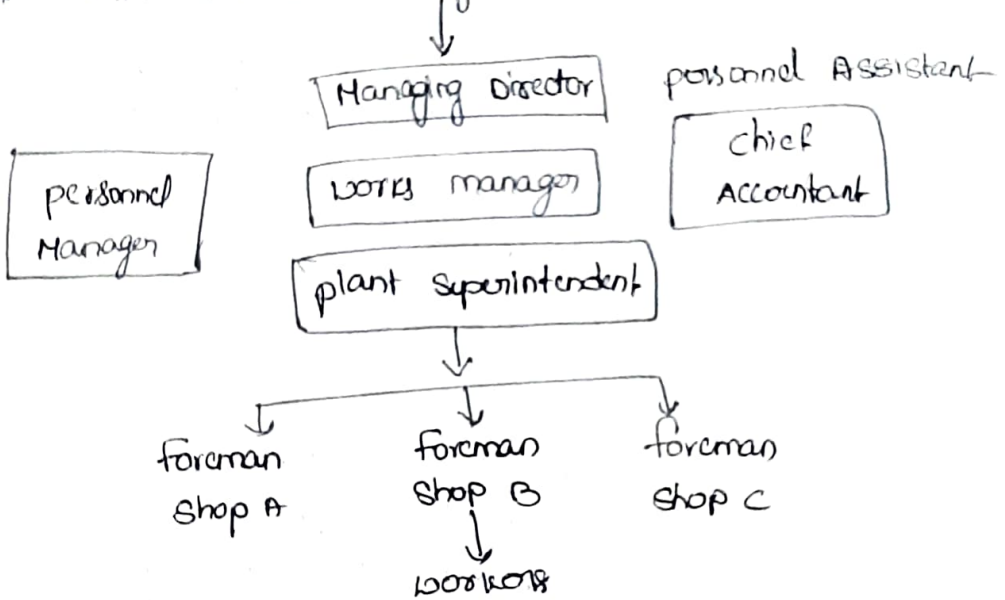 Managing Director
personnel Assistant
chief
Accountant
works manager
personnel
Manager
plant superintendent
foreman
shop A
foreman
shop B
foreman
shop C
workers